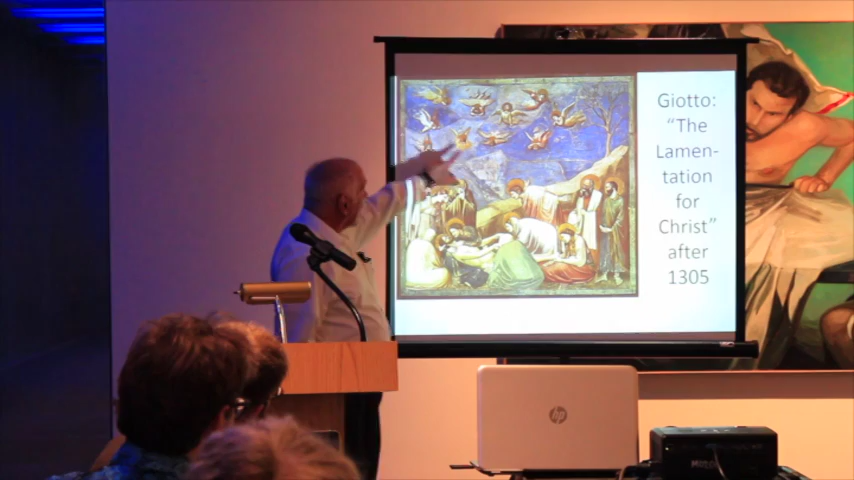 Giotto:
“The
Lamen-
tation
for
Christ”
after
1305
hp